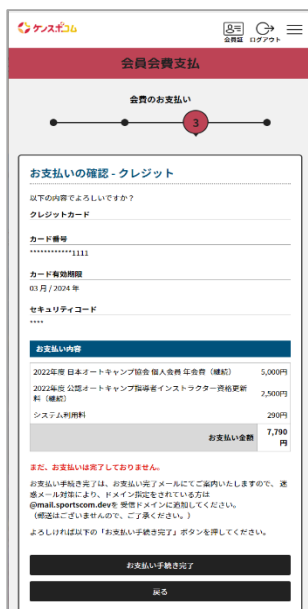 ケンスポコム
会員証 ログアウト
会員会費支払
会費のお支払い
3
お支払いの確認 - クレジット
以下の内容でよろしいですか？
クレジットカード
カード番号
************1111
カード有効期限
03 月 / 2024 年
セキュリティコード
****
お支払い内容
2022年度 日本オートキャンプ協会 個人会員 年会費（継続） 5,000円
2022年度 公認オートキャンプ指導者インストラクター資格更新 2,500円
料（継続）
システム利用料 290円
お支払い金額 7,790
円
まだ、お支払いは完了しておりません。
お支払い手続き完了は、お支払い完了メールにてご案内いたしますので、 迷
惑メール対策により、ドメイン指定をされている方は
@mail.sportscom.devを 受信ドメインに追加してください。
（郵送はございませんので、ご了承ください。）
よろしければ以下の「お支払い手続き完了」ボタンを押してください。
お支払い手続き完了
戻る